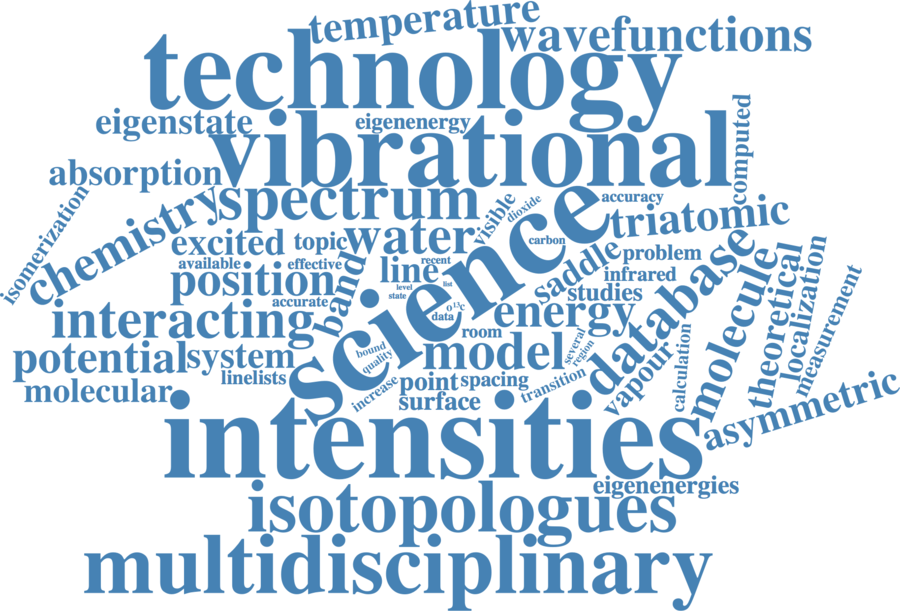 temperature
wavefunctions
technology
eigenstate
eigenenergy
vibrational
computed
absorption
isomerization
chemistry
spectrum
visible
dioxide
accuracy
triatomic
excited
topic
water
carbon
science
saddle
problem
database
available
effective
position
band
line
recent
level
state
list
infrared
studies
molecule
theoretical
localization
measurement
accurate
interacting
data
O
13C
energy
room
potential
system
bound
quality
model
several
region
vapour
calculation
linelists
molecular
increase
point
spacing
transition
surface
asymmetric
intensities
eigenenergies
isotopologues
multidisciplinary